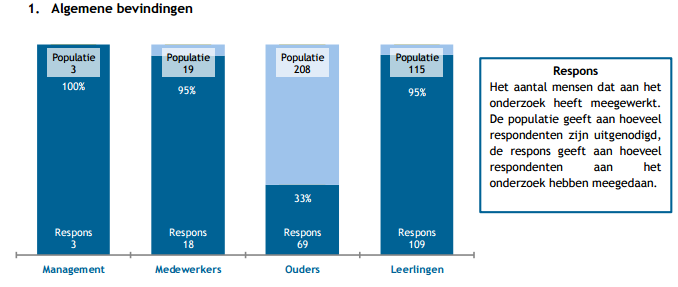 1. Algemene bevindingen
Populatie
3
100%
Respons
3
Management
Populatie
19
95%
Respons
18
Medewerkers
Populatie
208
33%
Respons
69
Ouders
Populatie
115
95%
Respons
109
Leerlingen
Respons
Het aantal mensen dat aan het
onderzoek heeft meegewerkt.
De populatie geeft aan hoeveel
respondenten zijn uitgenodigd,
de respons geeft aan hoeveel
respondenten aan het
onderzoek hebben meegedaan.